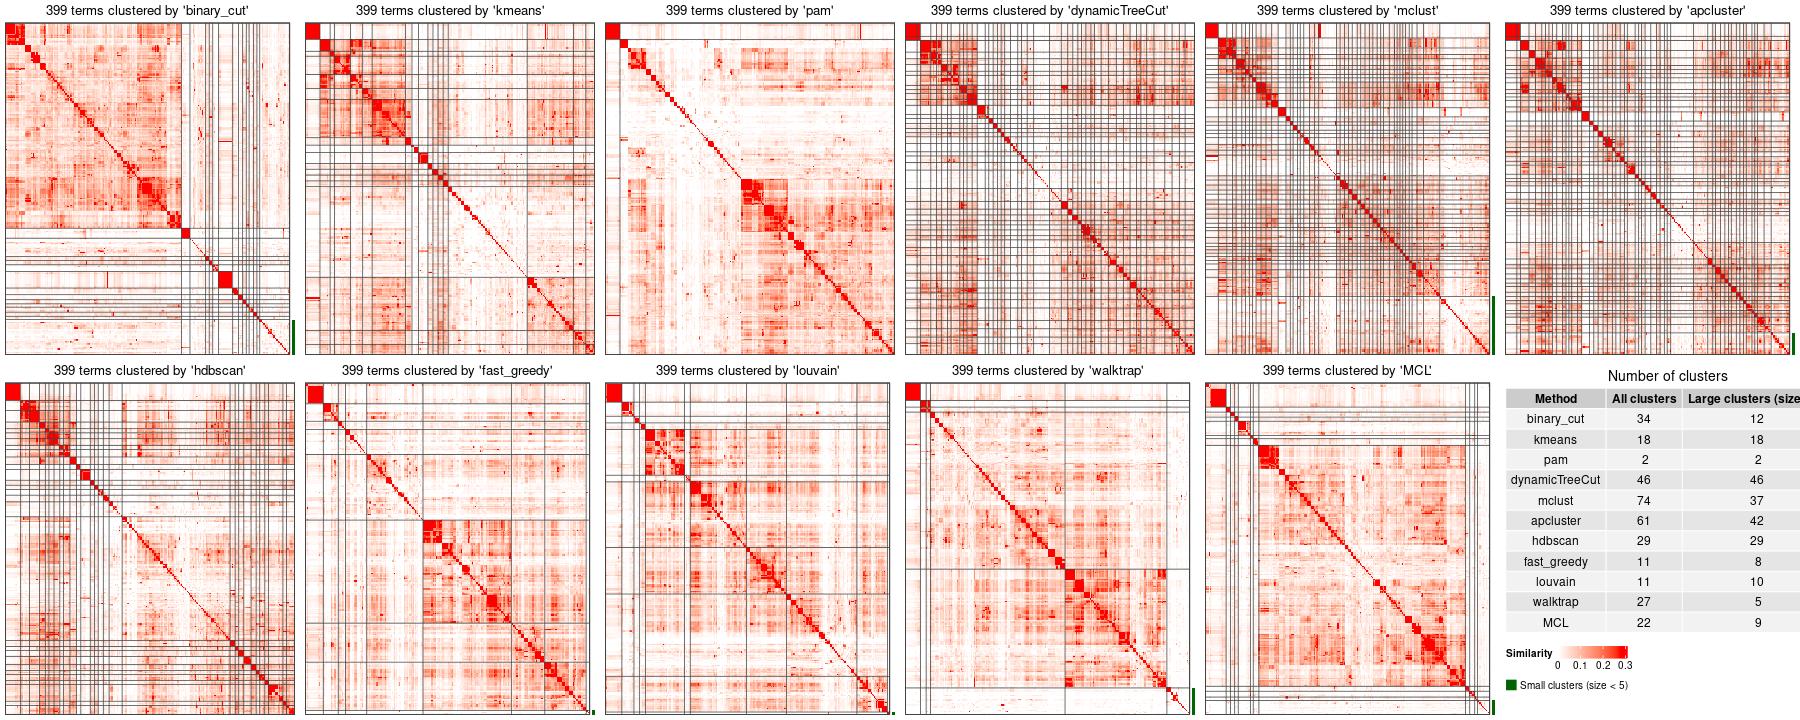 399 terms clustered by 'binary_cut'
399 terms clustered by 'kmeans'
399 terms clustered by 'pam'
399 terms clustered by 'dynamicTreeCut'
399 terms clustered by 'mclust'
399 terms clustered by 'apcluster'
399 terms clustered by 'hdbscan'
399 terms clustered by 'fast_greedy'
399 terms clustered by 'louvain'
399 terms clustered by 'walktrap'
399 terms clustered by 'MCL'
Number of clusters
Method All clusters Large clusters (size
binary_cut 34 12
kmeans 18 18
pam 2 2
dynamicTreeCut 46 46
mclust 74 37
apcluster 61 42
hdbscan 29 29
fast_greedy 11 8
louvain 11 10
walktrap 27 5
MCL 22 9
Similarity
0 0.1 0.2 0.3
Small clusters (size < 5)